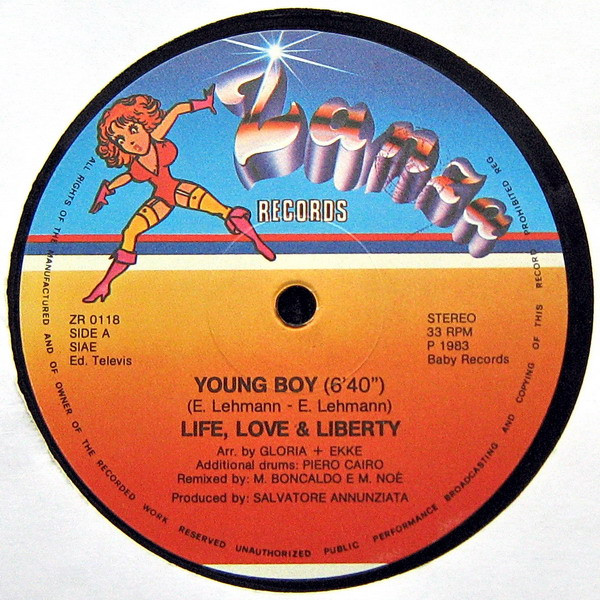 Zanza
RECORDS
ZR 0118
SIDE A
SIAE
Ed. Televis
STEREO
33 RPM
P 1983
Baby Records
YOUNG BOY (6'40")
(E. Lehmann - E. Lehmann)
LIFE, LOVE & LIBERTY
Arr. by GLORIA + EKKE
Additional drums: PIERO CAIRO
Remixed by: M. BONCALDO E M. NOÈ
Produced by: SALVATORE ANNUNZIATA
ALL RIGHTS OF THE MANUFACTURED AND OF OWNER OF THE RECORDED WORK RESERVED UNAUTHORIZED PUBLIC PERFORMANCE BROADCASTING AND COPYING OF THIS RECORD PROHIBITED REG.